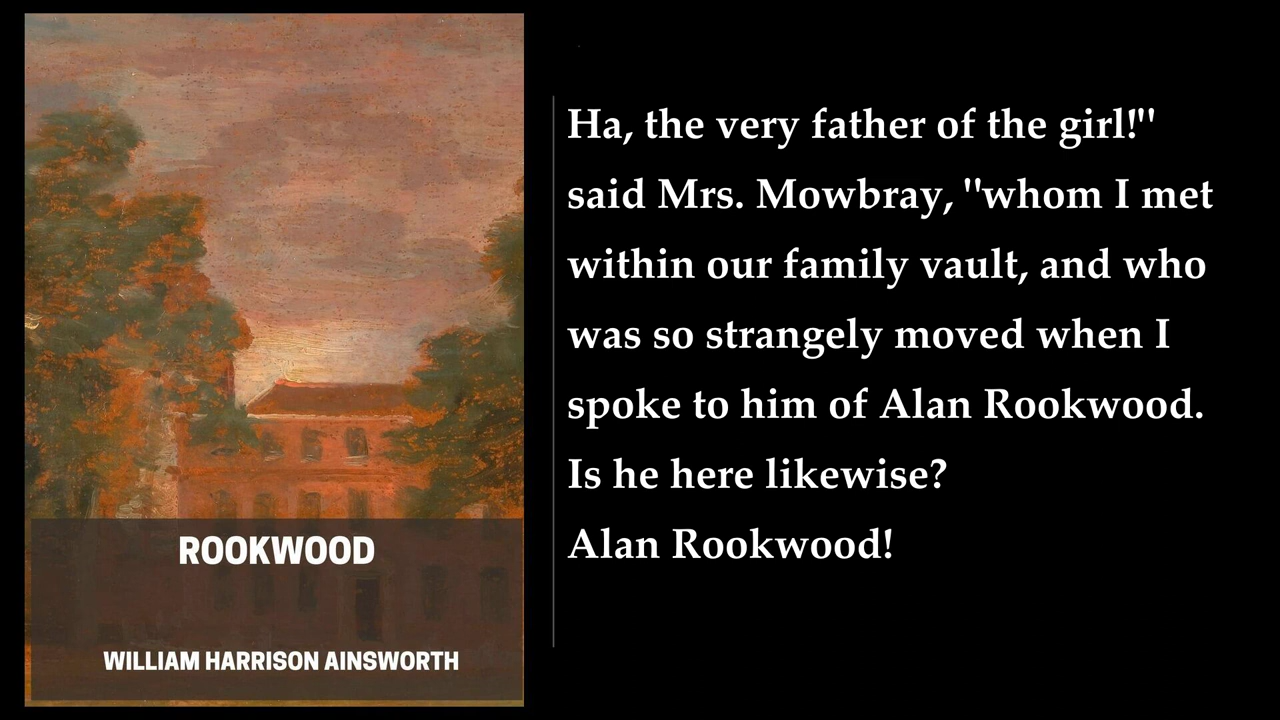 ROOKWOOD
WILLIAM HARRISON AINSWORTH
Ha, the very father of the girl!"
said Mrs. Mowbray, "whom I met
within our family vault, and who
was so strangely moved when I
spoke to him of Alan Rookwood.
Is he here likewise?
Alan Rookwood!